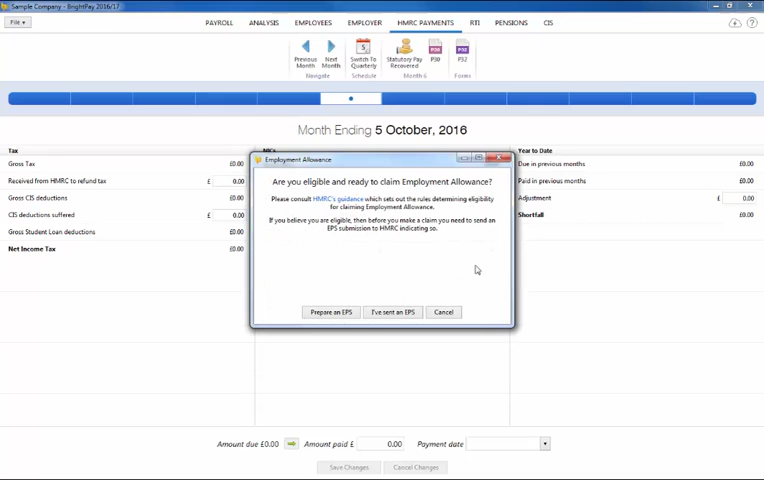 Sample Company - BrightPay 2016/17
File
PAYROLL ANALYSIS EMPLOYEES EMPLOYER HMRC PAYMENTS RTI PENSIONS CIS
Previous Month
Next Month
Navigate
Switch To Quarterly
Schedule
Statutory Pay Recovered
Month 6
P30
P32
Forms
Month Ending 5 October, 2016
Tax
Gross Tax £0.00
Received from HMRC to refund tax £ 0.00
Gross CIS deductions £0.00
CIS deductions suffered £ 0.00
Gross Student Loan deductions £0.00
Net Income Tax £0.00
NICs
Employment Allowance
Are you eligible and ready to claim Employment Allowance?
Please consult HMRC's guidance which sets out the rules determining eligibility
for claiming Employment Allowance.
If you believe you are eligible, then before you make a claim you need to send an
EPS submission to HMRC indicating so.
Prepare an EPS I've sent an EPS Cancel
Year to Date
Due in previous months £0.00
Paid in previous months £0.00
Adjustment £ 0.00
Shortfall £0.00
Amount due £0.00 Amount paid £ 0.00 Payment date
Save Changes Cancel Changes